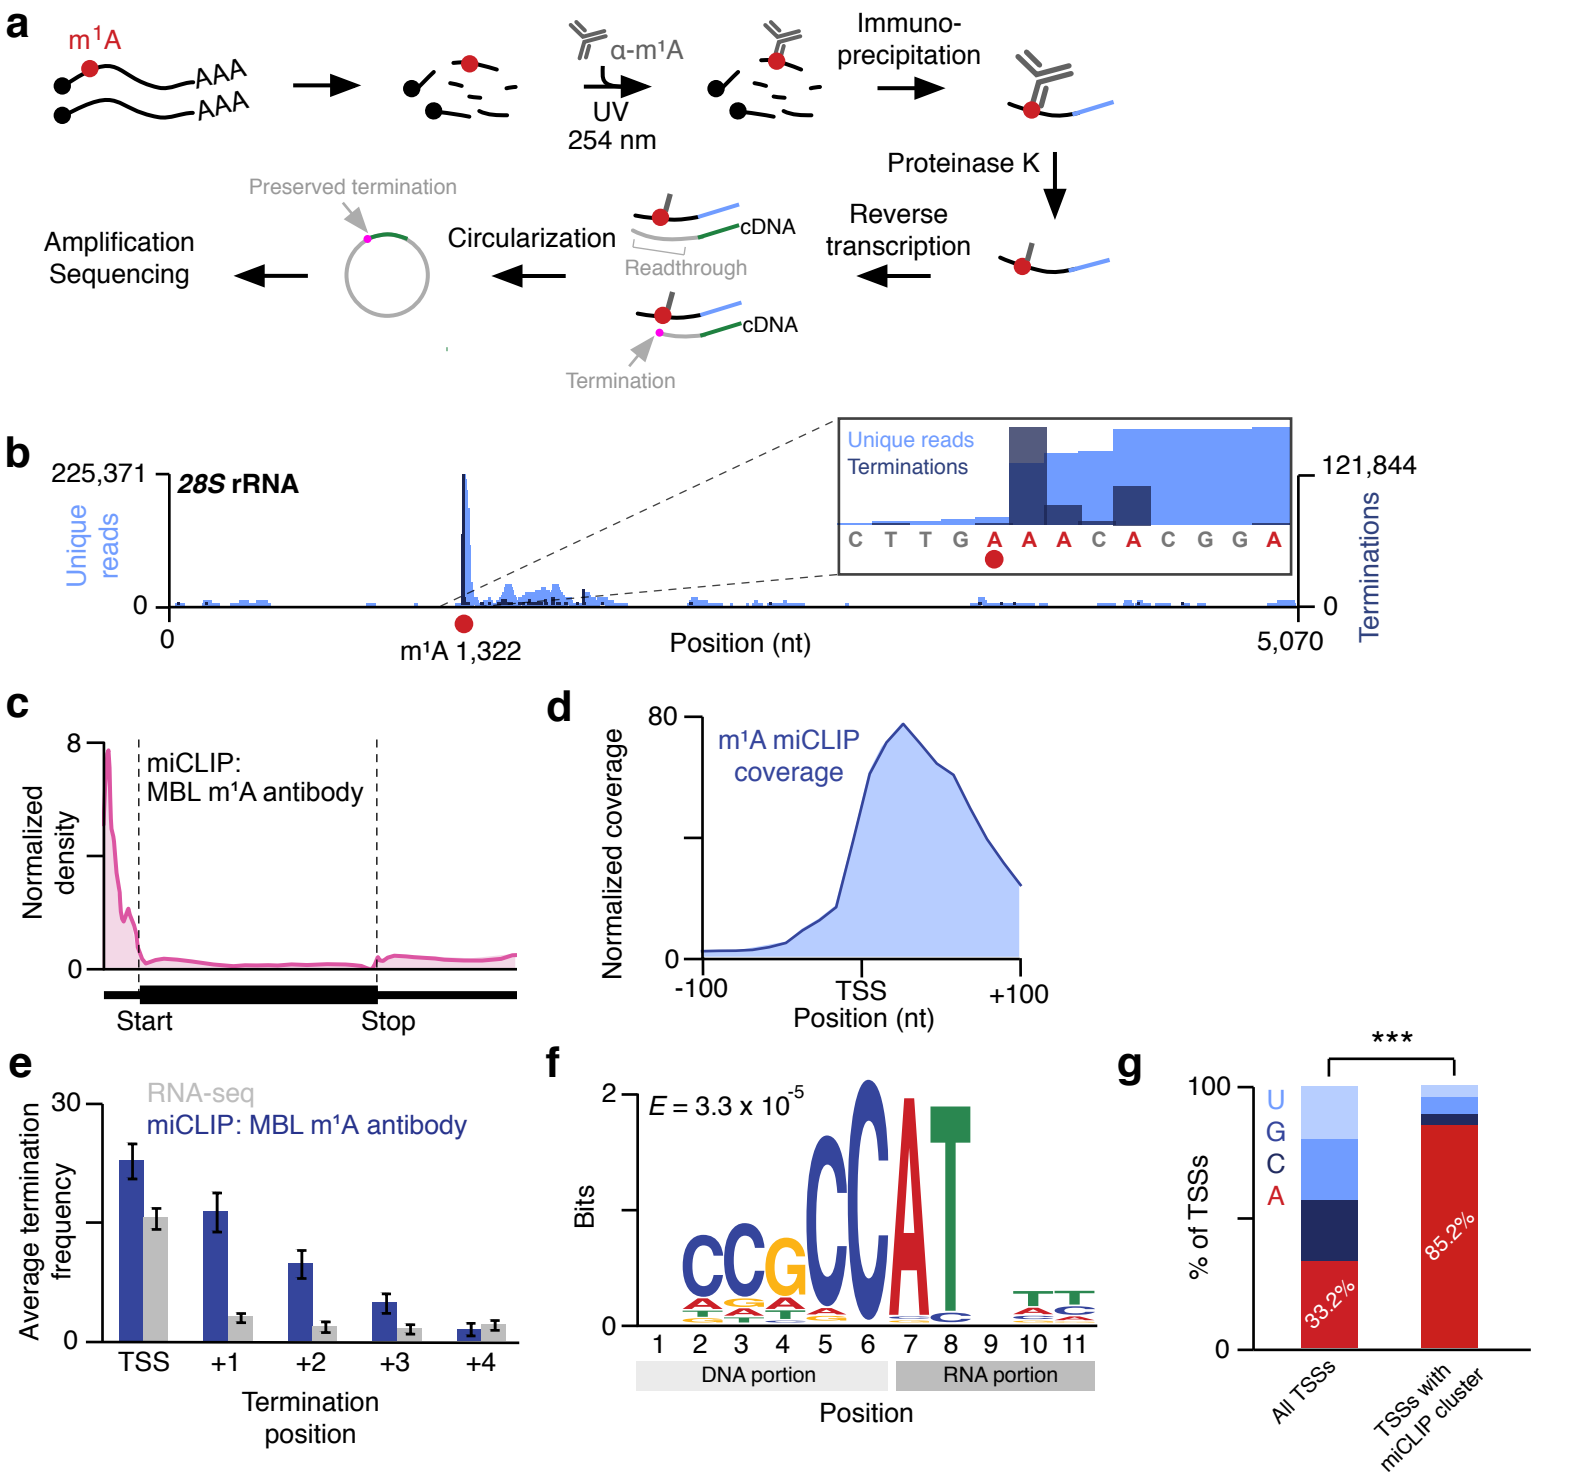 a
m¹A
AAA
AAA
α-m¹A
UV
254 nm
Immuno-
precipitation
Proteinase K
Reverse
transcription
cDNA
Readthrough
cDNA
Termination
Circularization
Preserved termination
Amplification
Sequencing
b
225,371
28S rRNA
Unique
reads
0
0
m¹A 1,322
Position (nt)
5,070
Unique reads
Terminations
C T T G A A A C A C G G A
121,844
Terminations
0
c
8
miCLIP:
MBL m¹A antibody
Normalized
density
0
Start
Stop
d
80
m¹A miCLIP
coverage
Normalized coverage
0
-100
TSS
+100
Position (nt)
e
RNA-seq
miCLIP: MBL m¹A antibody
30
Average termination
frequency
0
TSS +1 +2 +3 +4
Termination
position
f
2
E = 3.3 x 10⁻⁵
Bits
0
C C G C C A T T T
A G A A C C A C
T A T G C A
G T C
1 2 3 4 5 6 7 8 9 10 11
DNA portion
RNA portion
Position
g
***
100
U
G
C
A
% of TSSs
33.2%
85.2%
0
All TSSs
TSSs with
miCLIP cluster